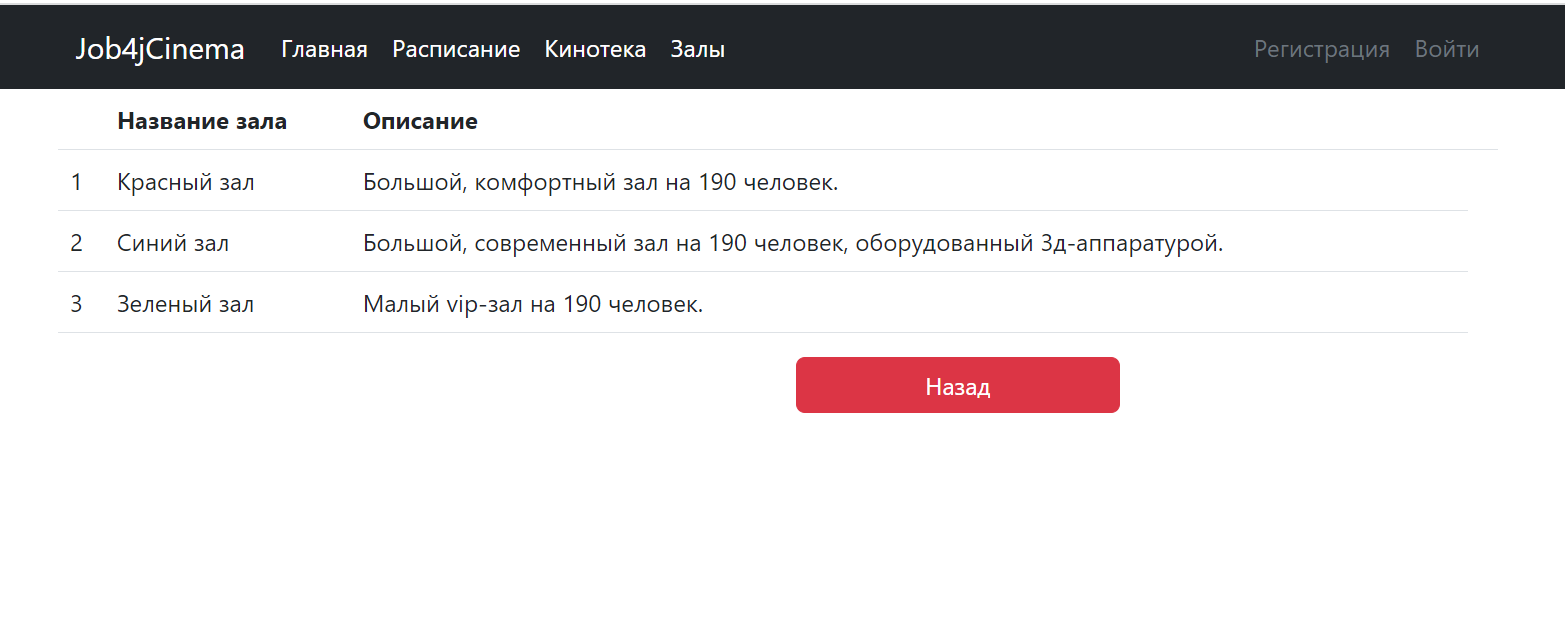 Job4jCinema Главная Расписание Кинотека Залы Регистрация Войти
Название зала Описание
1 Красный зал Большой, комфортный зал на 190 человек.
2 Синий зал Большой, современный зал на 190 человек, оборудованный 3д-аппаратурой.
3 Зеленый зал Малый vip-зал на 190 человек.
Назад